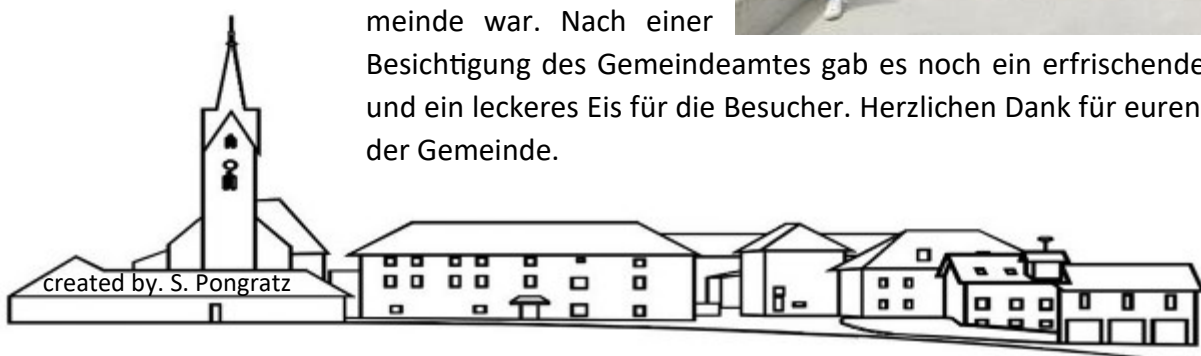 meinde war. Nach einer
Besichtigung des Gemeindeamtes gab es noch ein erfrischende
und ein leckeres Eis für die Besucher. Herzlichen Dank für euren
der Gemeinde.
created by. S. Pongratz